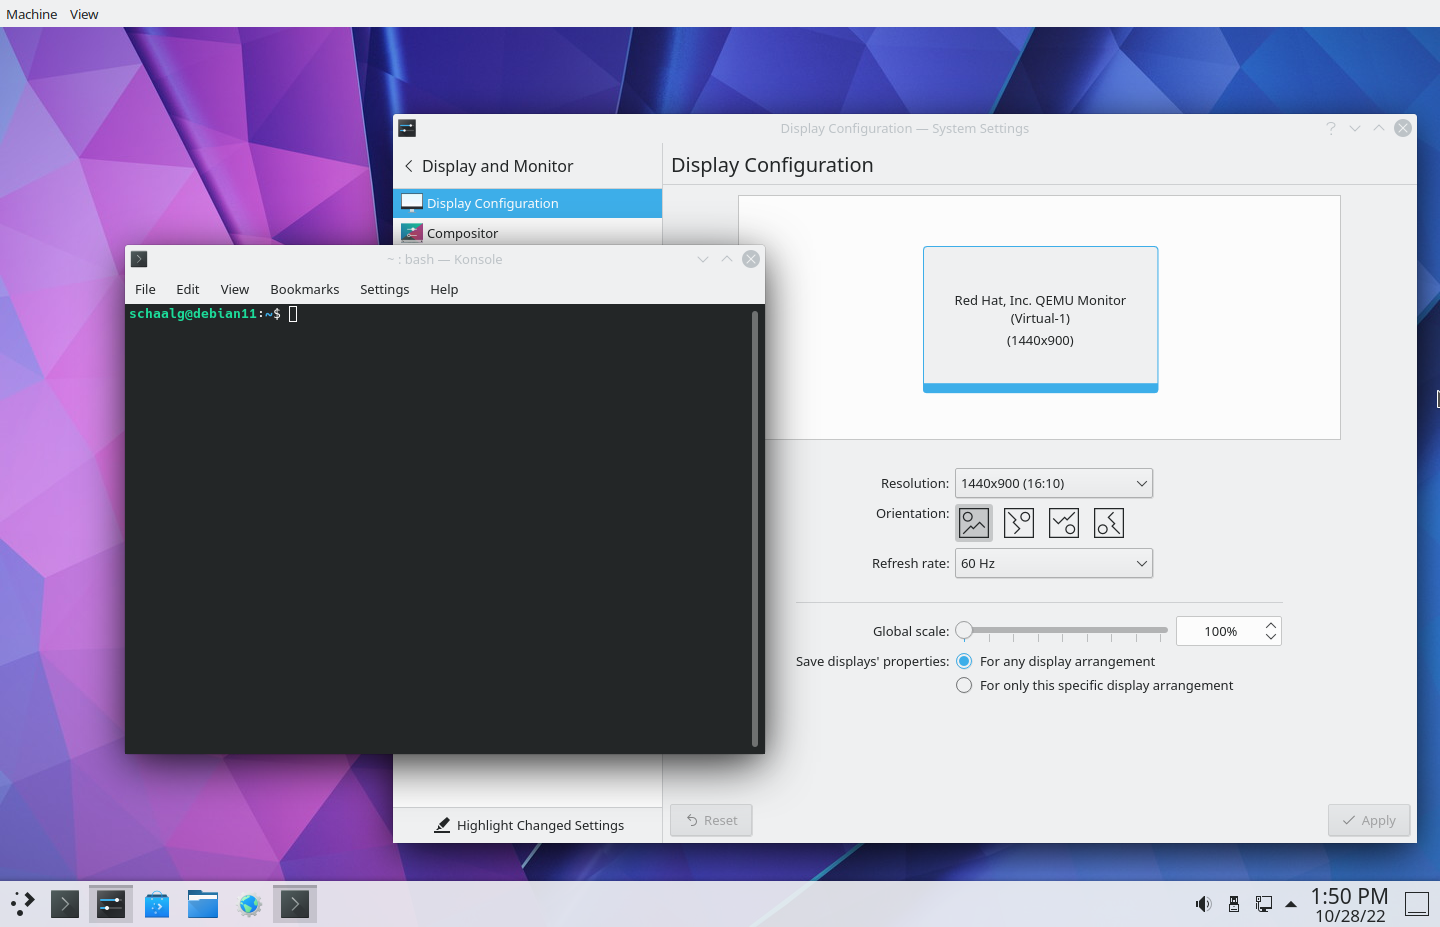 Machine View
Display Configuration — System Settings
Display and Monitor
Display Configuration
Display Configuration
Compositor
~ : bash — Konsole
File Edit View Bookmarks Settings Help
schaalg@debian11:~$
Red Hat, Inc. QEMU Monitor
(Virtual-1)
(1440x900)
Resolution: 1440x900 (16:10)
Orientation:
Refresh rate: 60 Hz
Global scale: 100%
Save displays' properties: For any display arrangement
For only this specific display arrangement
Highlight Changed Settings
Reset
Apply
1:50 PM
10/28/22